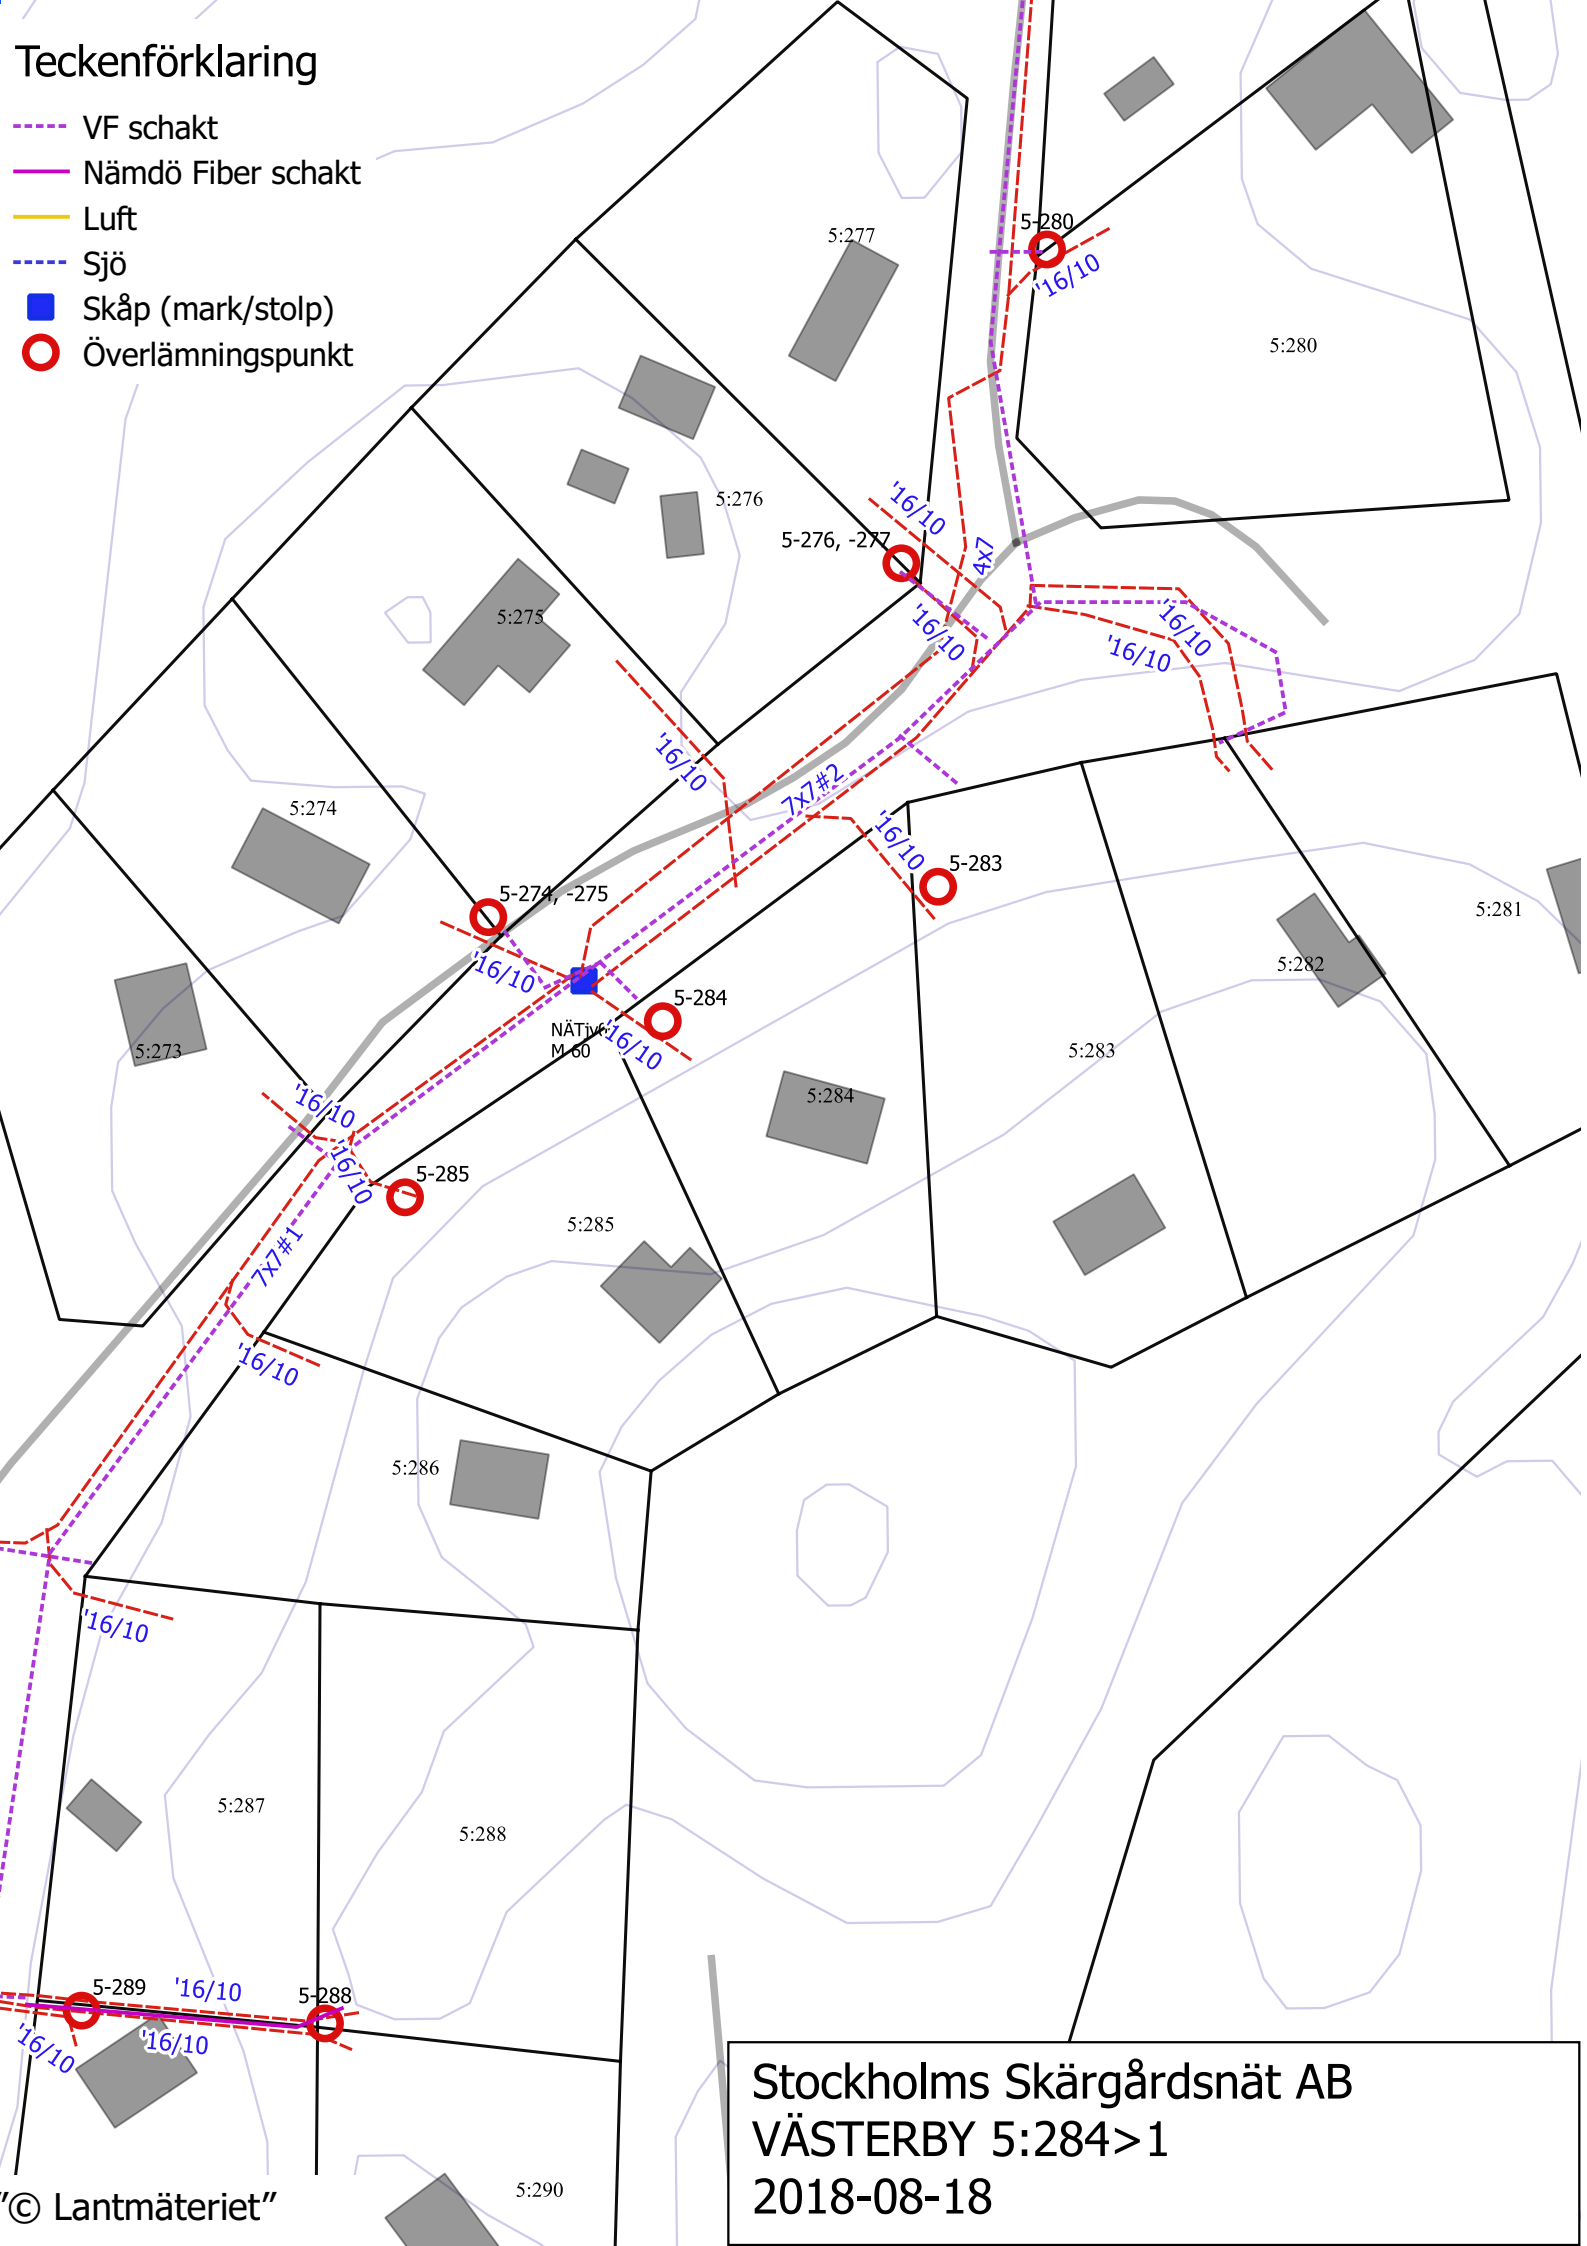 Teckenförklaring
VF schakt
Nämdö Fiber schakt
Luft
Sjö
Skåp (mark/stolp)
Överlämningspunkt
5-280
'16/10
5:277
5:280
5:276
'16/10
5-276, -277
4x7
5:275
'16/10
'16/10
'16/10
'16/10
7x7#2
5:274
'16/10
5-283
5-274, -275
5:281
'16/10
5:282
5-284
NÄTjv
M-60
'16/10
5:273
5:283
'16/10
5:284
'16/10
5-285
5:285
7x7#1
'16/10
5:286
'16/10
5:287
5:288
5-289
'16/10
5-288
'16/10
'16/10
5:290
Stockholms Skärgårdsnät AB
VÄSTERBY 5:284>1
2018-08-18
"© Lantmäteriet"